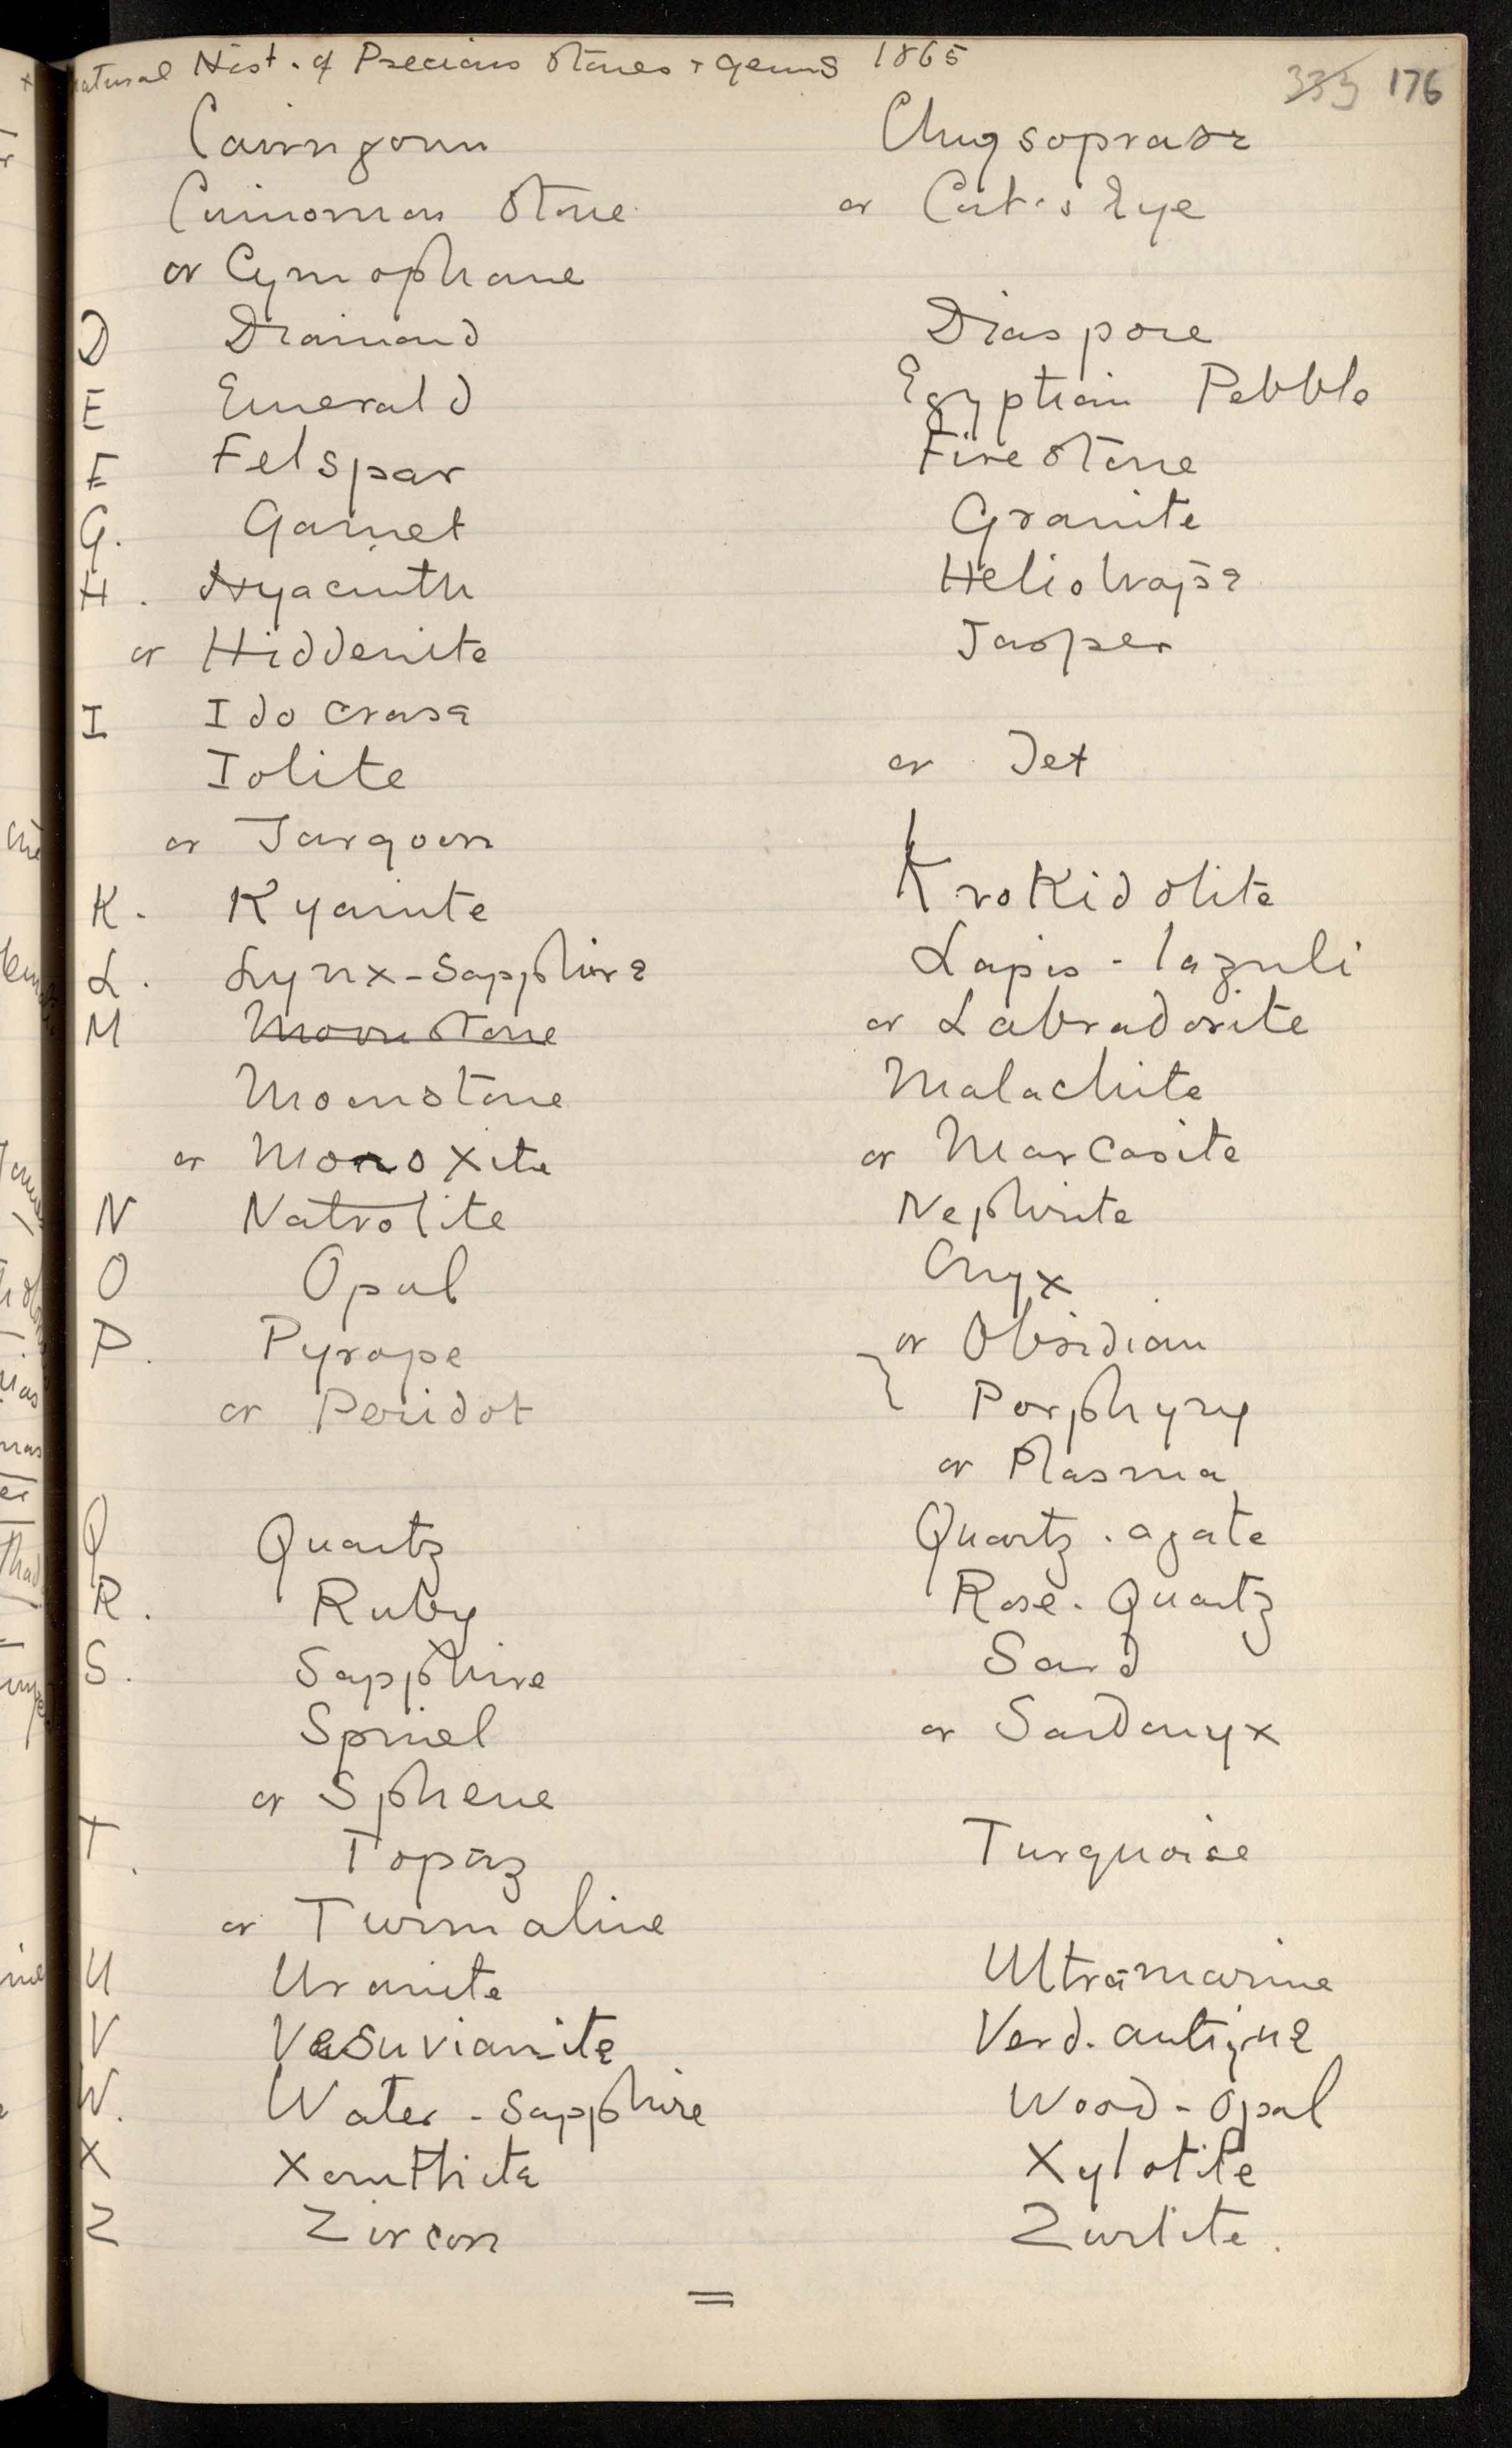 Natural Hist. of Precious Stones & gems 1865
333 176
Cairngorm Chrysoprase
Cinnamon Stone or Cat's Eye
or Cymophane
D Diamond Diaspore
E Emerald Egyptian Pebble
F Felspar Fire Stone
G. Garnet Granite
H. Hyacinth Heliotrope
or Hiddenite Jasper
I Idocrase
Iolite or Jet
or Jargoon
K. Kyanite Krokidolite
L. Lynx-Sapphire Lapis-lazuli
M Moonstone or Labradorite
Moonstone Malachite
or Monoxite or Marcasite
N Natrolite Nephrite
O Opal Onyx
P. Pyrope or Obsidian
or Peridot } Porphyry
or Plasma
Q Quartz Quartz.agate
R. Ruby Rose.Quartz
S. Sapphire Sard
Spinel or Sardonyx
or Sphene
T. Topaz Turquoise
or Turmaline
U Uranite Ultramarine
V Vesuvianite Verd.antique
W. Water-Sapphire Wood-opal
X Xanthite Xylotile
Z Zircon Zurlite.